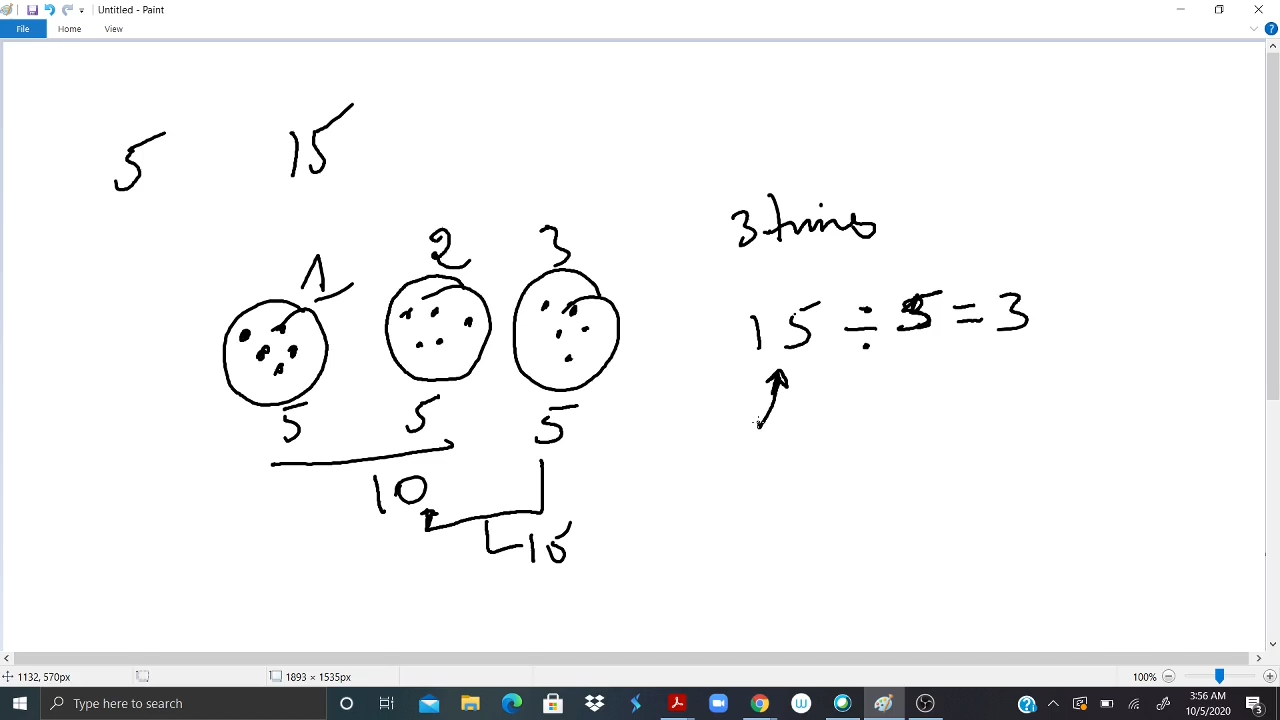 Untitled - Paint
File Home View
5 15
3 times
1 2 3
15 ÷ 5 = 3
5 5 5
10
15
1132, 570px
1893 × 1535px
100%
Type here to search
3:56 AM
10/5/2020
3